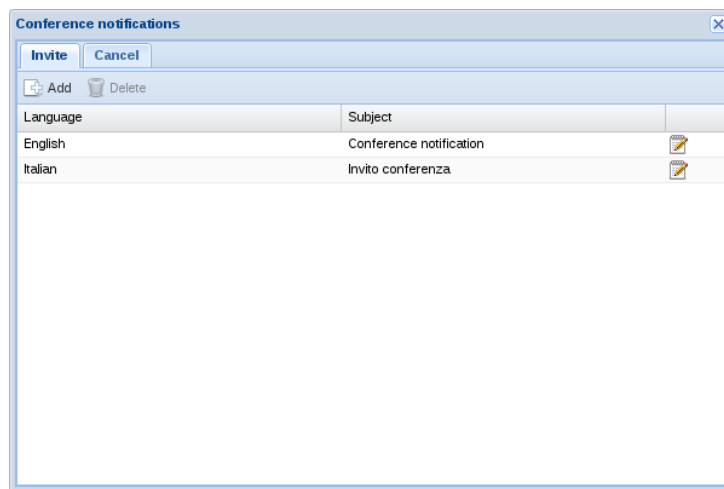 Conference notifications
Invite Cancel
Add Delete
Language Subject
English Conference notification
Italian Invito conferenza